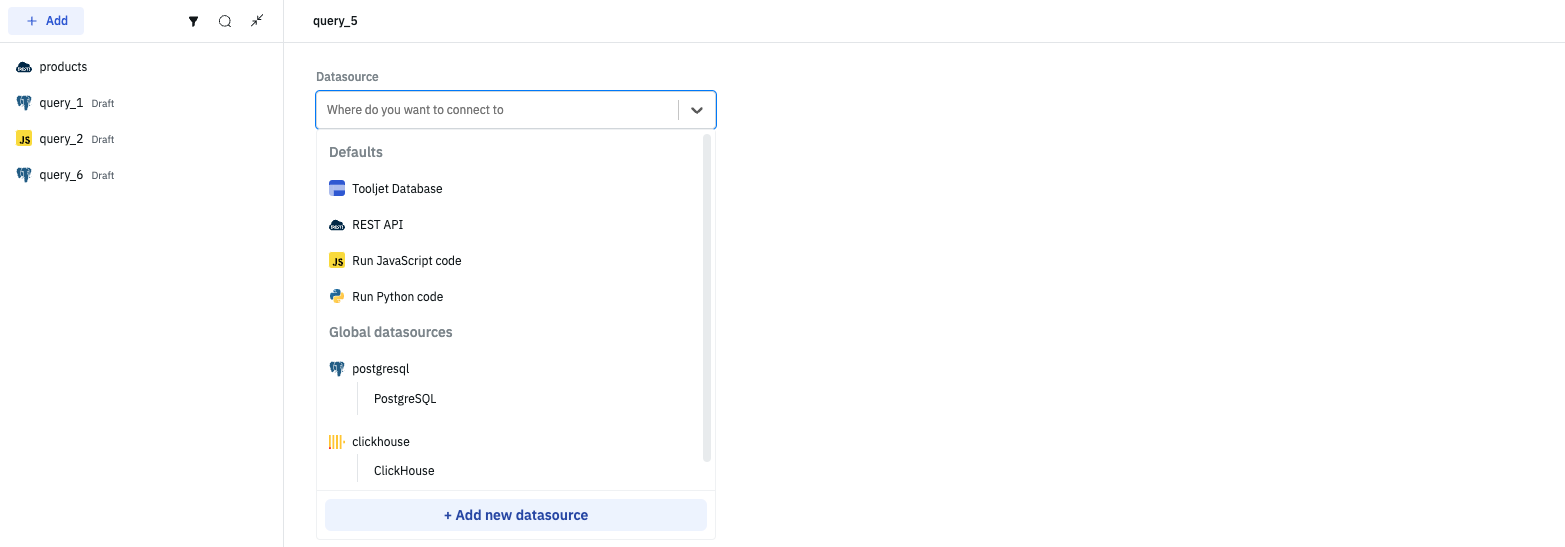 + Add
products
query_1 Draft
JS query_2 Draft
query_6 Draft
query_5
Datasource
Where do you want to connect to
Defaults
Tooljet Database
REST REST API
JS Run JavaScript code
Run Python code
Global datasources
postgresql
PostgreSQL
clickhouse
ClickHouse
+ Add new datasource